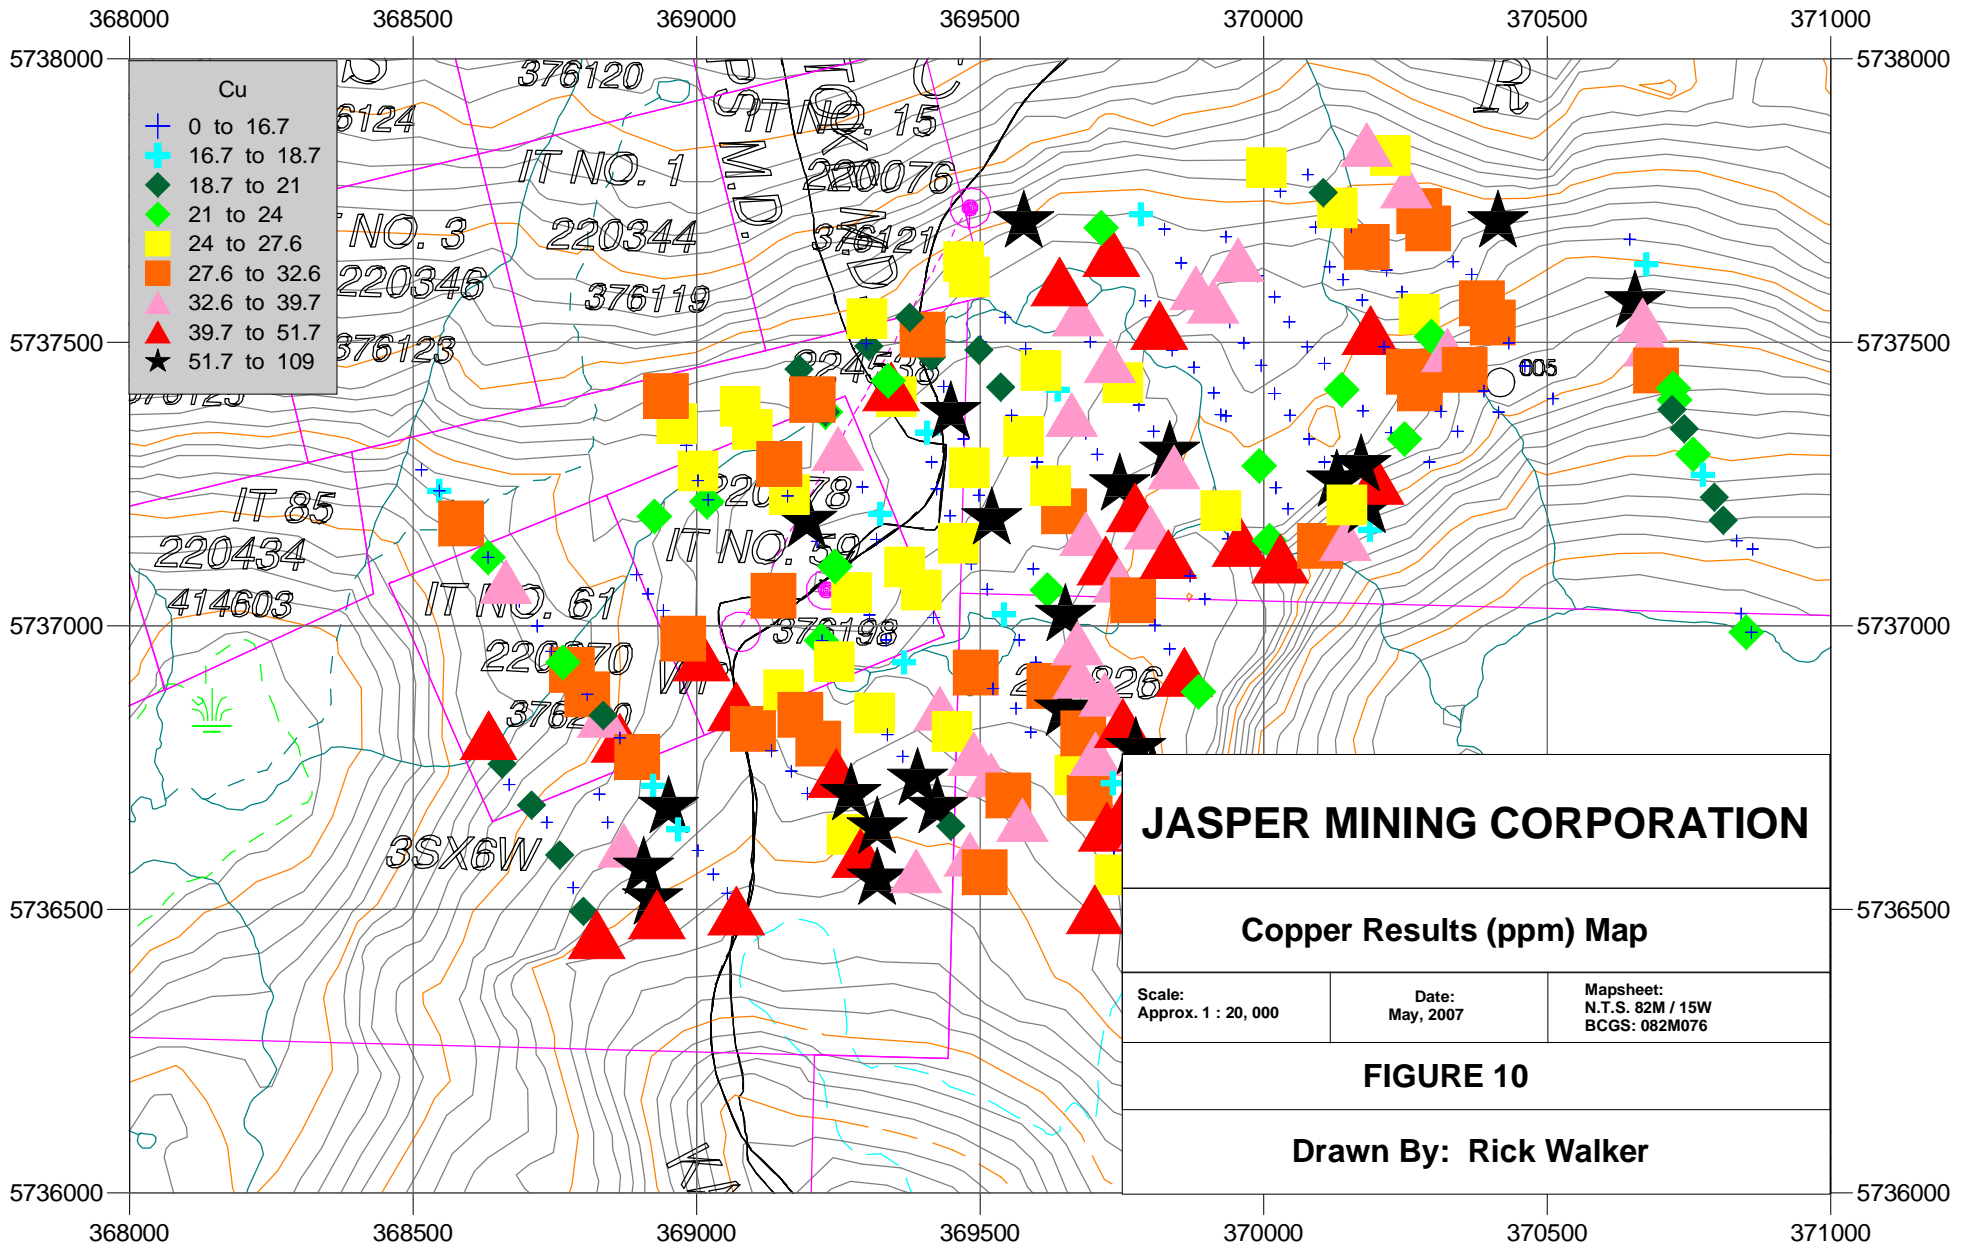 368000 368500 369000 369500 370000 370500 371000
5738000 5738000
Cu
0 to 16.7
16.7 to 18.7
18.7 to 21
21 to 24
24 to 27.6
27.6 to 32.6
32.6 to 39.7
39.7 to 51.7
51.7 to 109
S
6124
376120
IT NO. 15
220076
IT NO. 1
220344
NO. 3
220346
376121
376119
376123
376125
M.D.
C
R
5737500 5737500
605
IT 85
220434
414603
IT NO. 59
IT NO. 61
376198
5737000 5737000
3SX6W
5736500 5736500
5736000 5736000
JASPER MINING CORPORATION
Copper Results (ppm) Map
Scale:
Approx. 1 : 20, 000
Date:
May, 2007
Mapsheet:
N.T.S. 82M / 15W
BCGS: 082M076
FIGURE 10
Drawn By: Rick Walker
368000 368500 369000 369500 370000 370500 371000